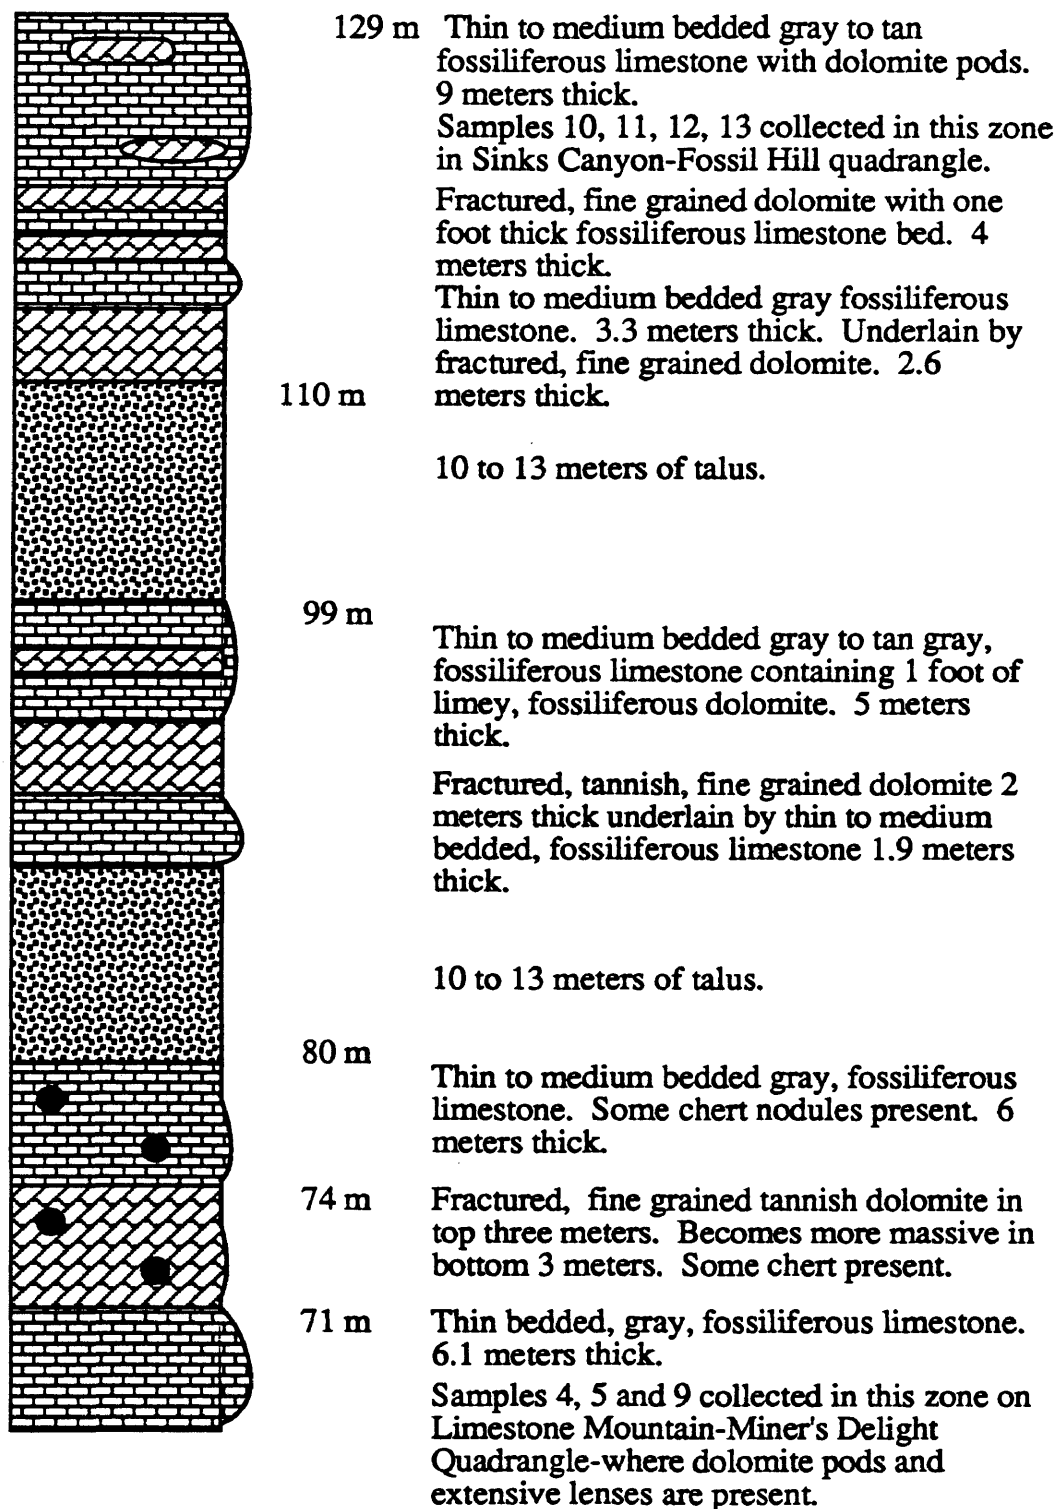 129 m Thin to medium bedded gray to tan
fossiliferous limestone with dolomite pods.
9 meters thick.
Samples 10, 11, 12, 13 collected in this zone
in Sinks Canyon-Fossil Hill quadrangle.
Fractured, fine grained dolomite with one
foot thick fossiliferous limestone bed. 4
meters thick.
Thin to medium bedded gray fossiliferous
limestone. 3.3 meters thick. Underlain by
fractured, fine grained dolomite. 2.6
110 m meters thick.
10 to 13 meters of talus.
99 m
Thin to medium bedded gray to tan gray,
fossiliferous limestone containing 1 foot of
limey, fossiliferous dolomite. 5 meters
thick.
Fractured, tannish, fine grained dolomite 2
meters thick underlain by thin to medium
bedded, fossiliferous limestone 1.9 meters
thick.
10 to 13 meters of talus.
80 m
Thin to medium bedded gray, fossiliferous
limestone. Some chert nodules present. 6
meters thick.
74 m Fractured, fine grained tannish dolomite in
top three meters. Becomes more massive in
bottom 3 meters. Some chert present.
71 m Thin bedded, gray, fossiliferous limestone.
6.1 meters thick.
Samples 4, 5 and 9 collected in this zone on
Limestone Mountain-Miner's Delight
Quadrangle-where dolomite pods and
extensive lenses are present.